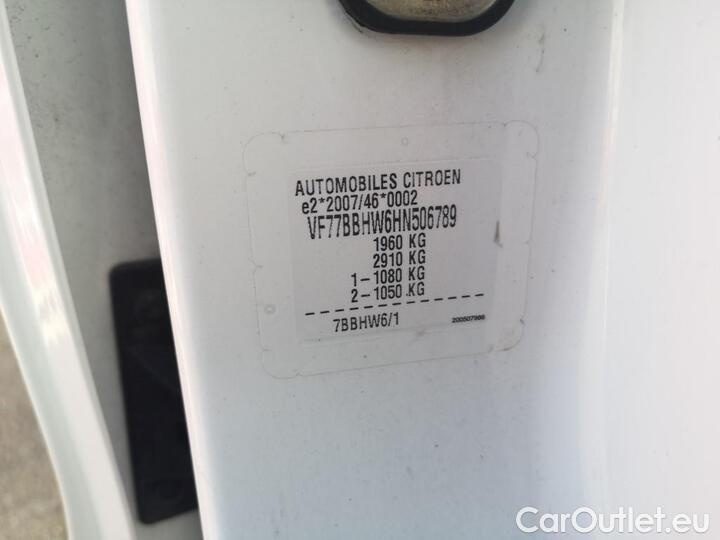 AUTOMOBILES CITROEN
e2*2007/46*0002
VF77BBHW6HN506789
1960 KG
2910 KG
1-1080 KG
2-1050 KG
7BBHW6/1
200507988
CarOutlet.eu